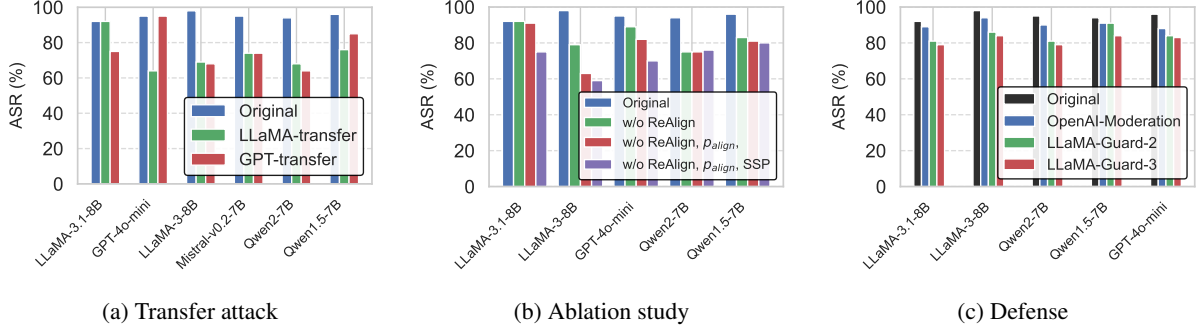 ASR (%)
100
80
60
40
20
0
Original
LLaMA-transfer
GPT-transfer
LLaMA-3.1-8B
GPT-4o-mini
LLaMA-3-8B
Mistral-v0.2-7B
Qwen2-7B
Qwen1.5-7B
(a) Transfer attack
ASR (%)
100
80
60
40
20
0
Original
w/o ReAlign
w/o ReAlign, p_align,
w/o ReAlign, p_align, SSP
LLaMA-3.1-8B
LLaMA-3-8B
GPT-4o-mini
Qwen2-7B
Qwen1.5-7B
(b) Ablation study
ASR (%)
100
80
60
40
20
0
Original
OpenAI-Moderation
LLaMA-Guard-2
LLaMA-Guard-3
LLaMA-3.1-8B
LLaMA-3-8B
Qwen2-7B
Qwen1.5-7B
GPT-4o-mini
(c) Defense